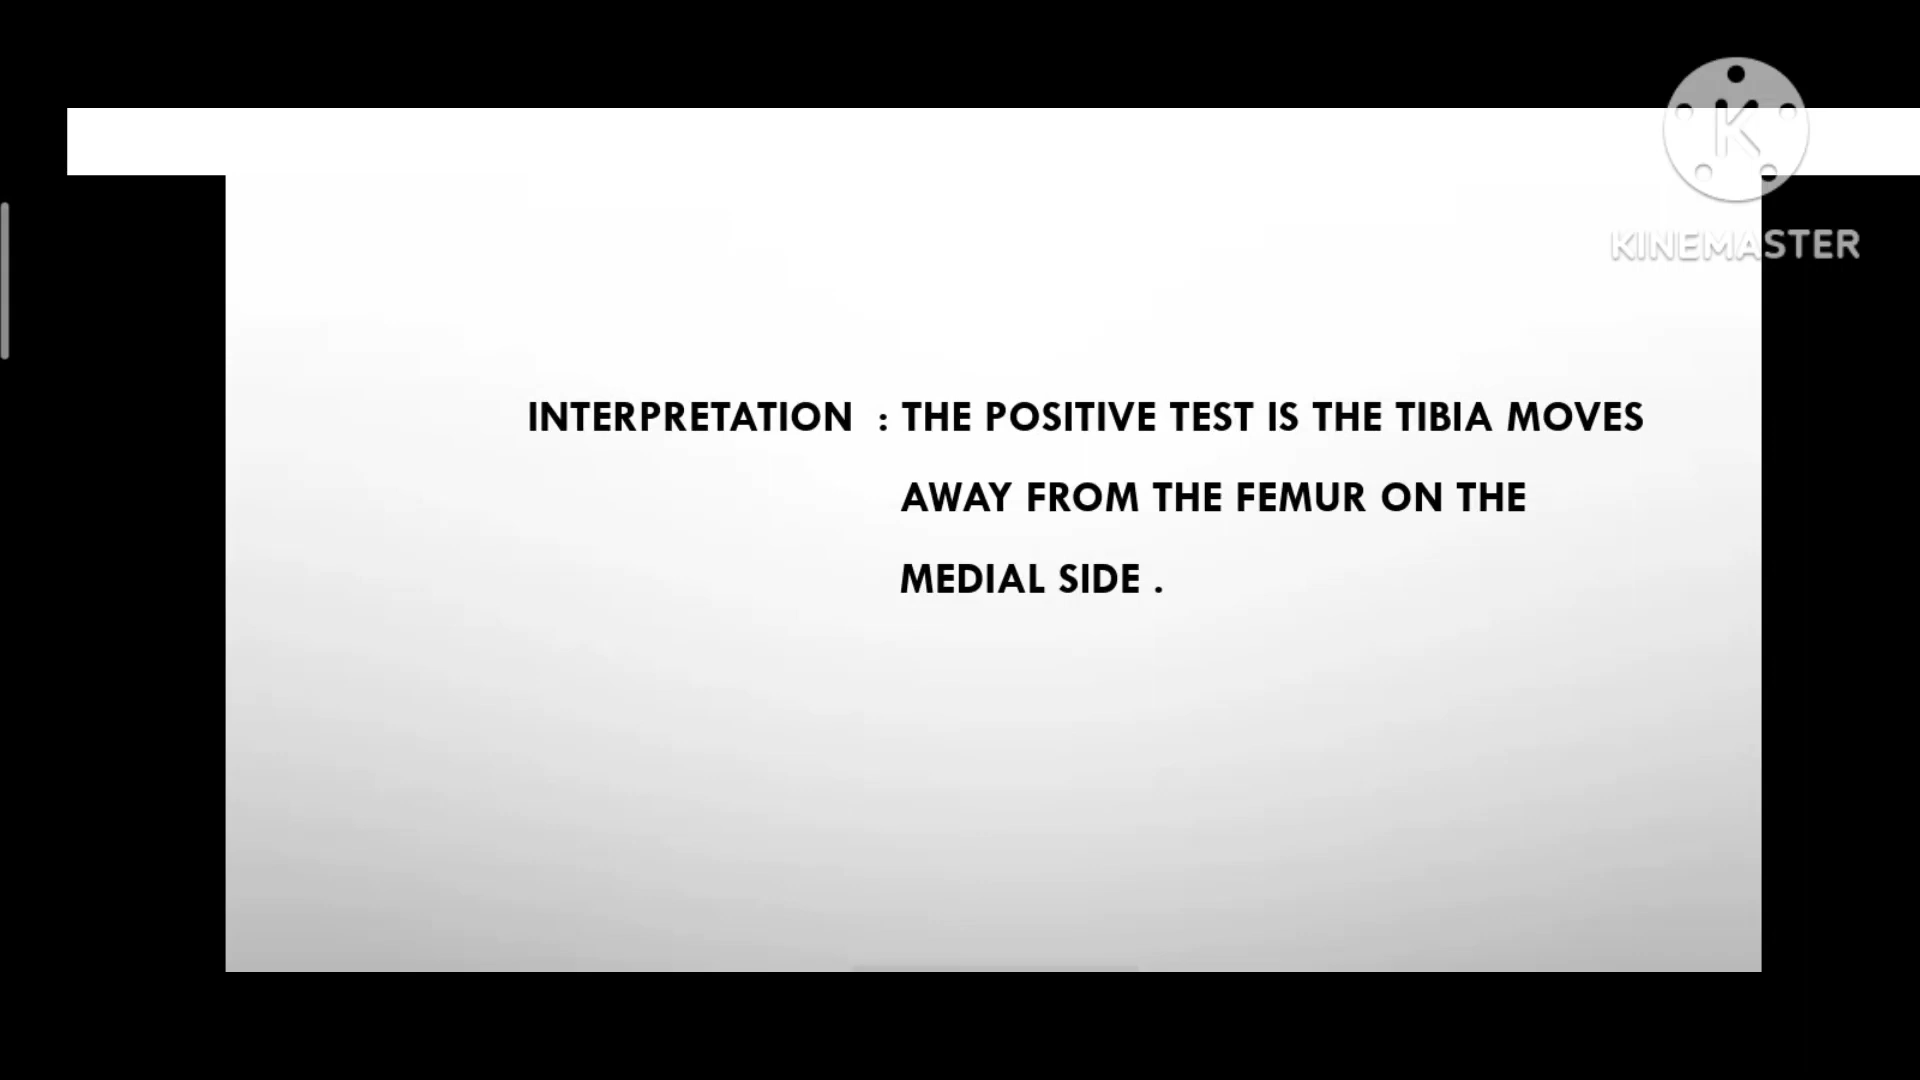 K
KINEMASTER
INTERPRETATION : THE POSITIVE TEST IS THE TIBIA MOVES
AWAY FROM THE FEMUR ON THE
MEDIAL SIDE .